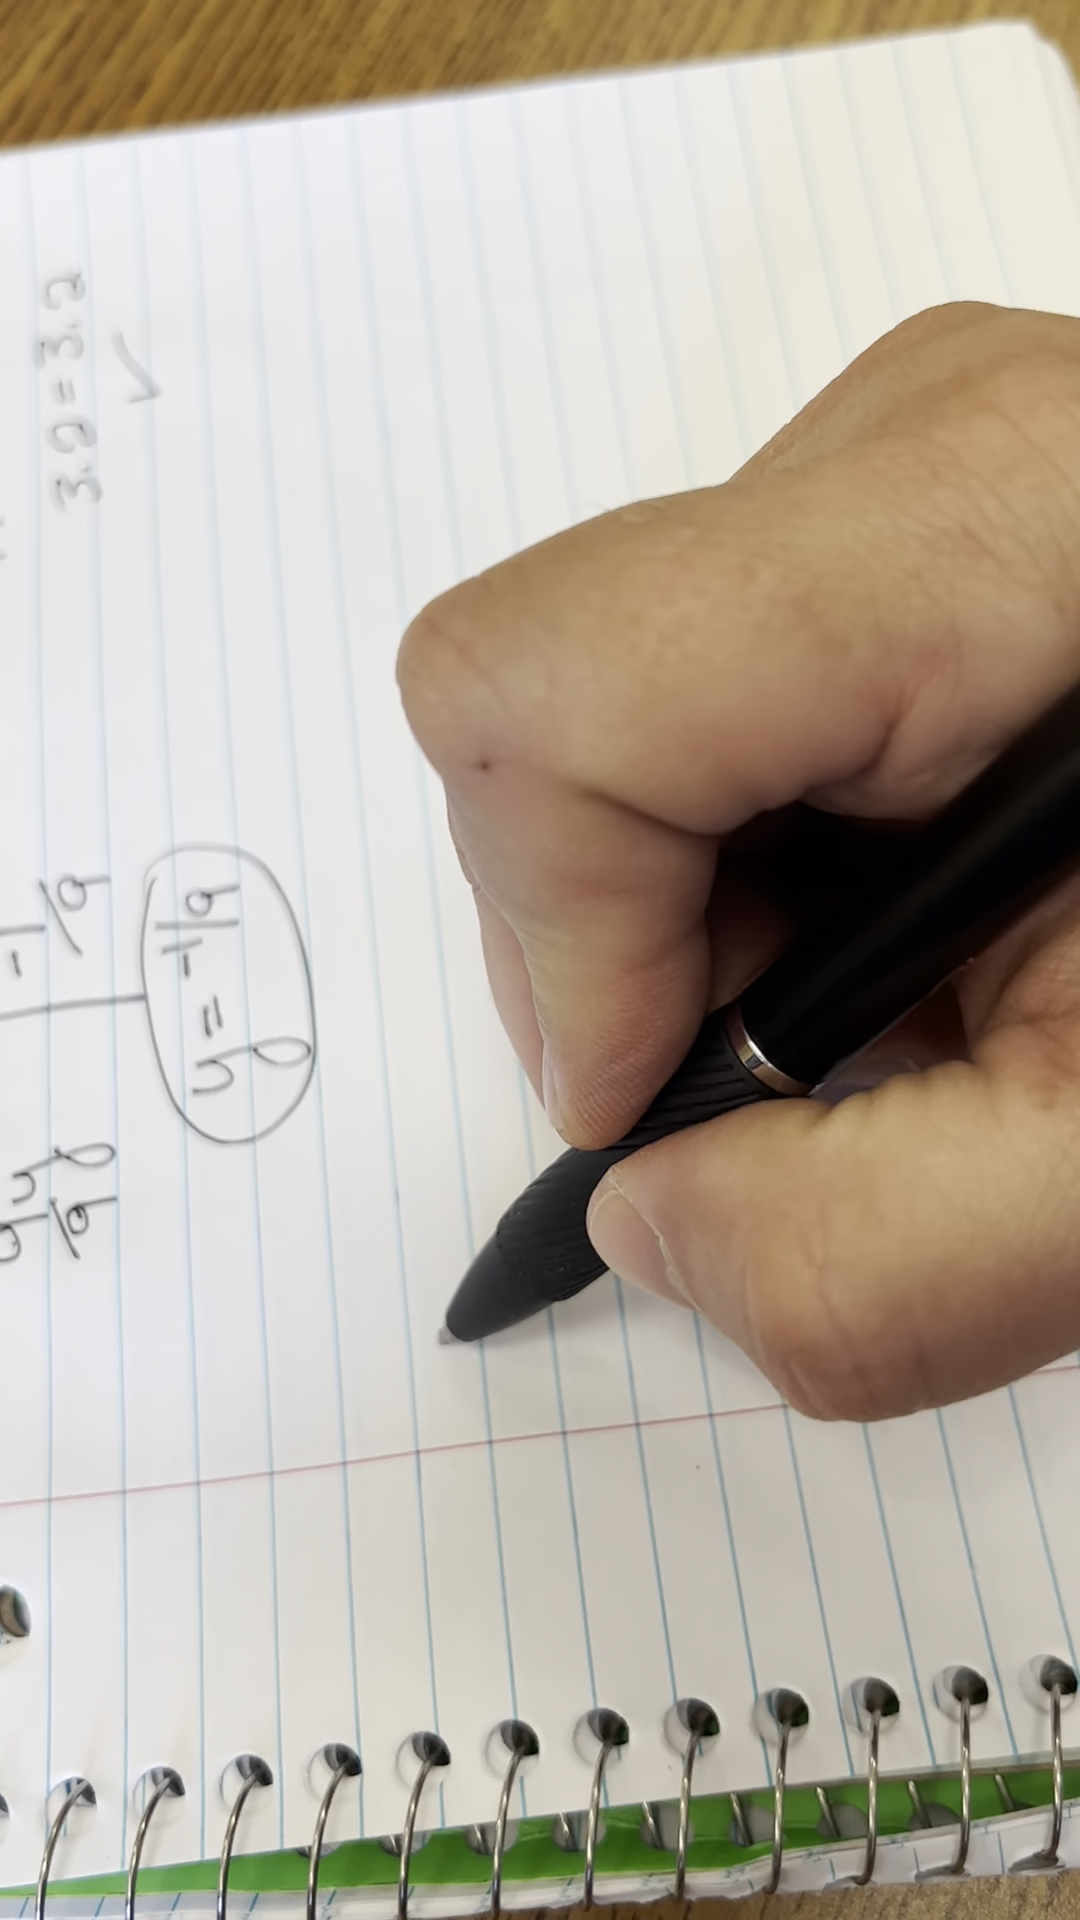 9y -1
/9 /9
y = -1/9
3.2 = 3.2
✓